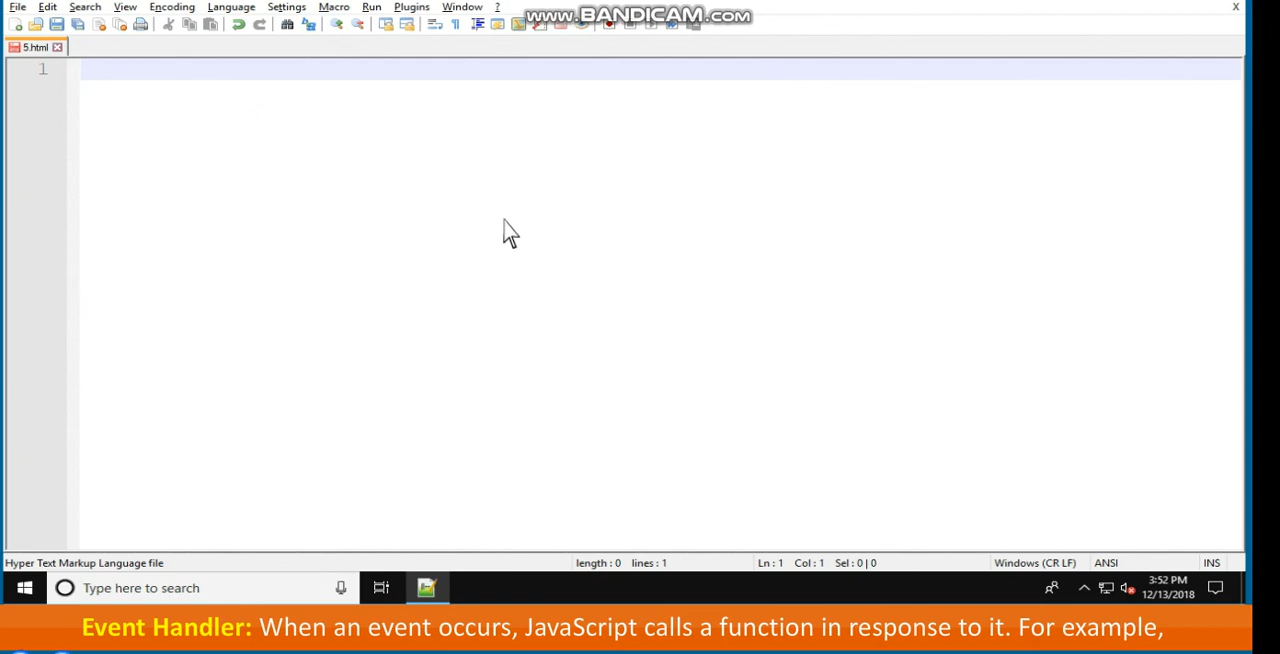 File Edit Search View Encoding Language Settings Macro Run Plugins Window ? X
www.BANDICAM.com
5.html
1
Hyper Text Markup Language file length : 0 lines : 1 Ln : 1 Col : 1 Sel : 0 | 0 Windows (CR LF) ANSI INS
Type here to search
3:52 PM
12/13/2018
Event Handler: When an event occurs, JavaScript calls a function in response to it. For example,